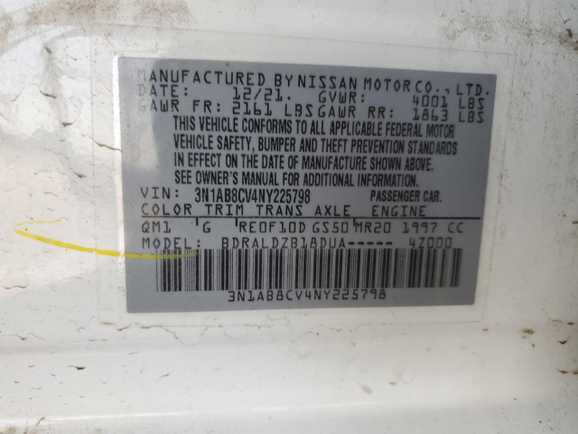 MANUFACTURED BY NISSAN MOTOR CO., LTD.
DATE: 12/21. GVWR: 4001 LBS
GAWR FR: 2161 LBS GAWR RR: 1863 LBS
THIS VEHICLE CONFORMS TO ALL APPLICABLE FEDERAL MOTOR
VEHICLE SAFETY, BUMPER AND THEFT PREVENTION STANDARDS
IN EFFECT ON THE DATE OF MANUFACTURE SHOWN ABOVE.
SEE OWNER'S MANUAL FOR ADDITIONAL INFORMATION.
VIN: 3N1AB8CV4NY225798 PASSENGER CAR.
COLOR TRIM TRANS AXLE ENGINE
QM1 G RE0F10D GS50 MR20 1997 CC
MODEL: BDRALDZB18DUA----- 4Z000
3N1AB8CV4NY225798